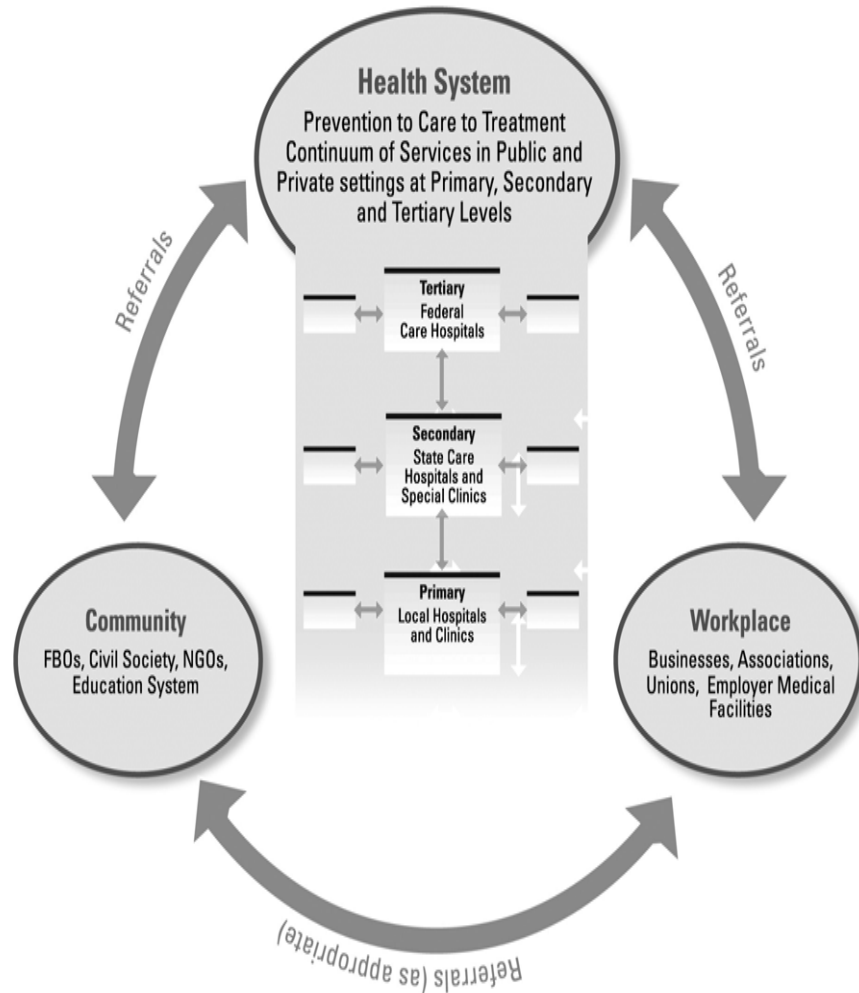 Health System
Prevention to Care to Treatment
Continuum of Services in Public and
Private settings at Primary, Secondary
and Tertiary Levels
Referrals
Referrals
Tertiary
Federal
Care Hospitals
Secondary
State Care
Hospitals and
Special Clinics
Primary
Local Hospitals
and Clinics
Community
FBOs, Civil Society, NGOs,
Education System
Workplace
Businesses, Associations,
Unions, Employer Medical
Facilities
Referrals (as appropriate)